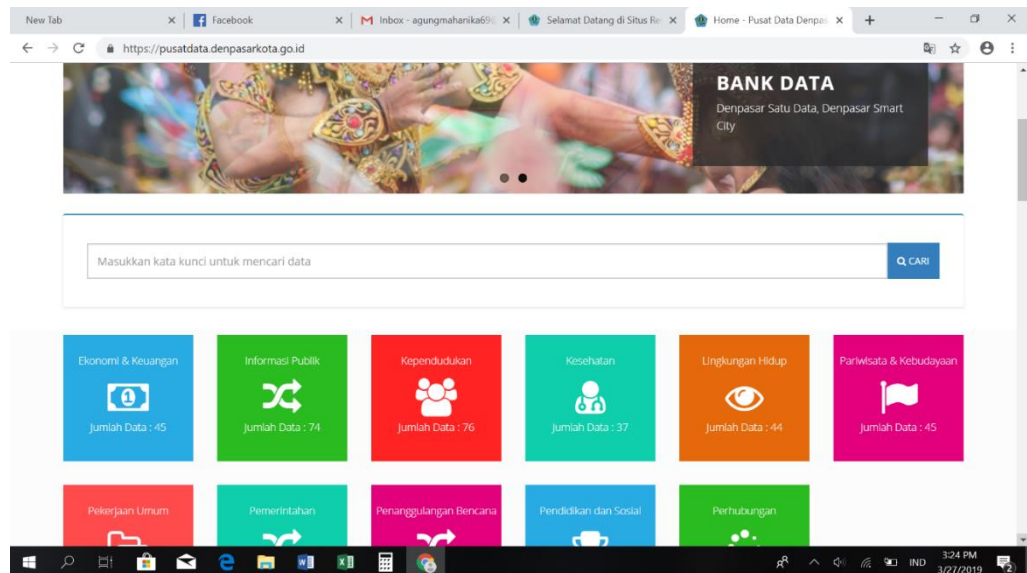 New Tab
Facebook
Inbox - agungmahanika69
Selamat Datang di Situs Re
Home - Pusat Data Denpas
https://pusatdata.denpasarkota.go.id
BANK DATA
Denpasar Satu Data, Denpasar Smart
City
Masukkan kata kunci untuk mencari data
CARI
Ekonomi & Keuangan
Jumlah Data : 45
Informasi Publik
Jumlah Data : 74
Kependudukan
Jumlah Data : 76
Kesehatan
Jumlah Data : 37
Lingkungan Hidup
Jumlah Data : 44
Pariwisata & Kebudayaan
Jumlah Data : 45
Pekerjaan Umum
Pemerintahan
Penanggulangan Bencana
Pendidikan dan Sosial
Perhubungan
IND
3:24 PM
3/27/2019